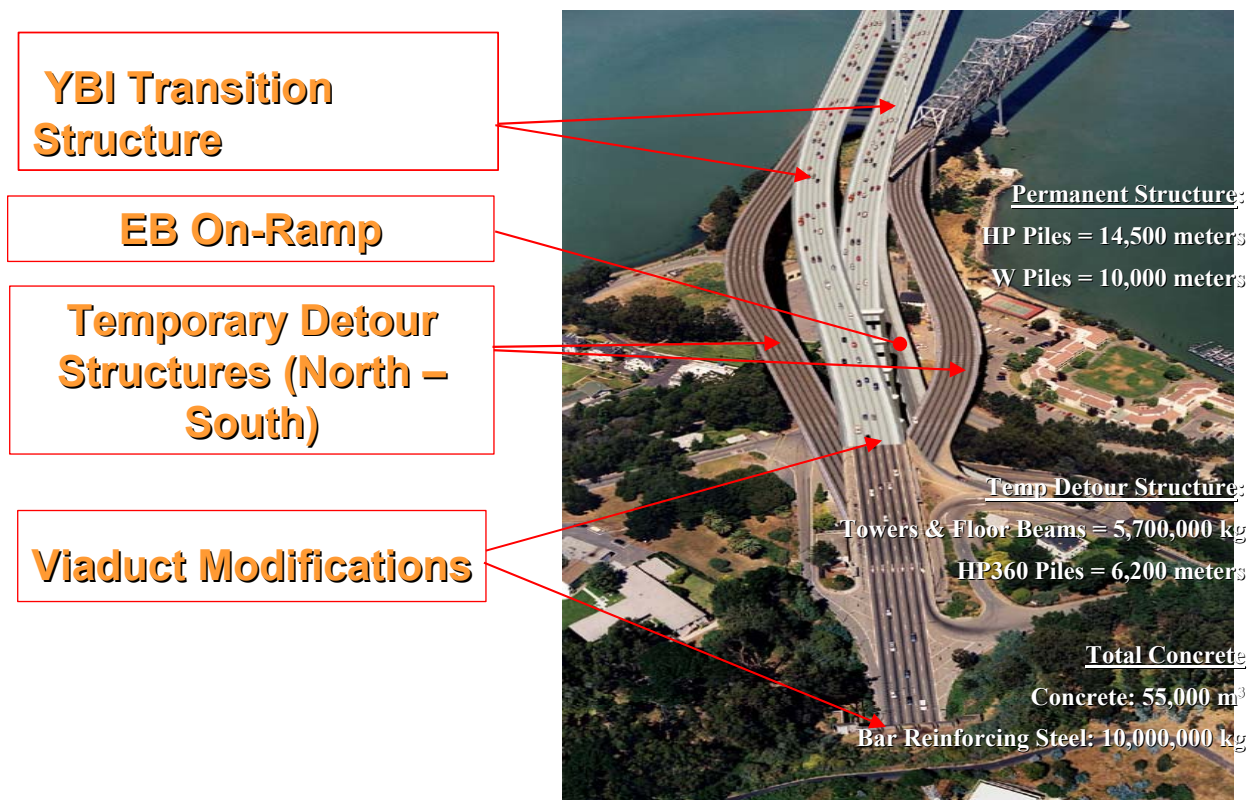 YBI Transition
Structure
EB On-Ramp
Temporary Detour
Structures (North –
South)
Viaduct Modifications
Permanent Structure:
HP Piles = 14,500 meters
W Piles = 10,000 meters
Temp Detour Structure:
Towers & Floor Beams = 5,700,000 kg
HP360 Piles = 6,200 meters
Total Concrete
Concrete: 55,000 m³
Bar Reinforcing Steel: 10,000,000 kg